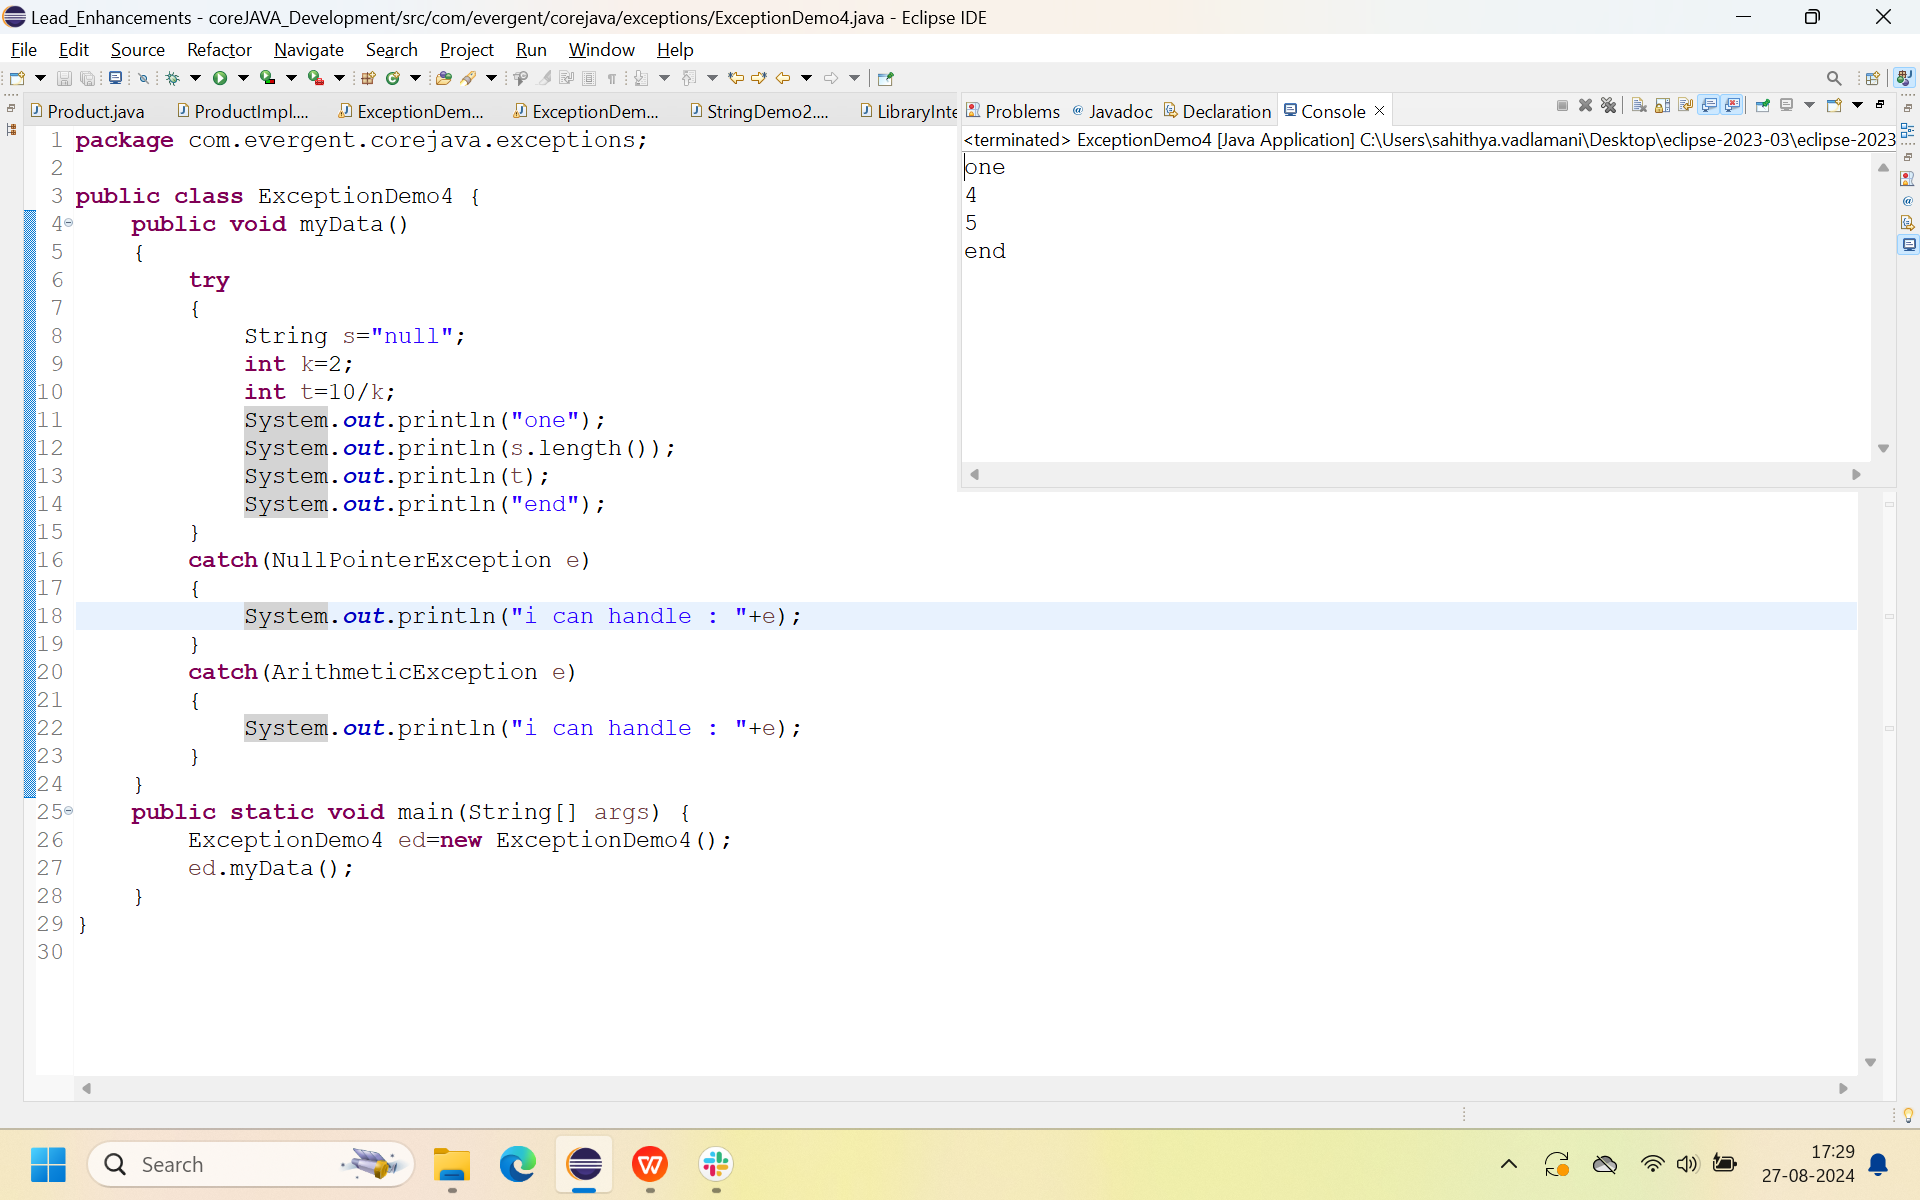 Lead_Enhancements - coreJAVA_Development/src/com/evergent/corejava/exceptions/ExceptionDemo4.java - Eclipse IDE
File Edit Source Refactor Navigate Search Project Run Window Help
Product.java ProductImpl.... ExceptionDem... ExceptionDem... StringDemo2.... LibraryInte
Problems @ Javadoc Declaration Console
<terminated> ExceptionDemo4 [Java Application] C:\Users\sahithya.vadlamani\Desktop\eclipse-2023-03\eclipse-2023
one
4
5
end
1 package com.evergent.corejava.exceptions;
2
3 public class ExceptionDemo4 {
4 public void myData()
5 {
6 try
7 {
8 String s="null";
9 int k=2;
10 int t=10/k;
11 System.out.println("one");
12 System.out.println(s.length());
13 System.out.println(t);
14 System.out.println("end");
15 }
16 catch(NullPointerException e)
17 {
18 System.out.println("i can handle : "+e);
19 }
20 catch(ArithmeticException e)
21 {
22 System.out.println("i can handle : "+e);
23 }
24 }
25 public static void main(String[] args) {
26 ExceptionDemo4 ed=new ExceptionDemo4();
27 ed.myData();
28 }
29 }
30
Search
17:29
27-08-2024